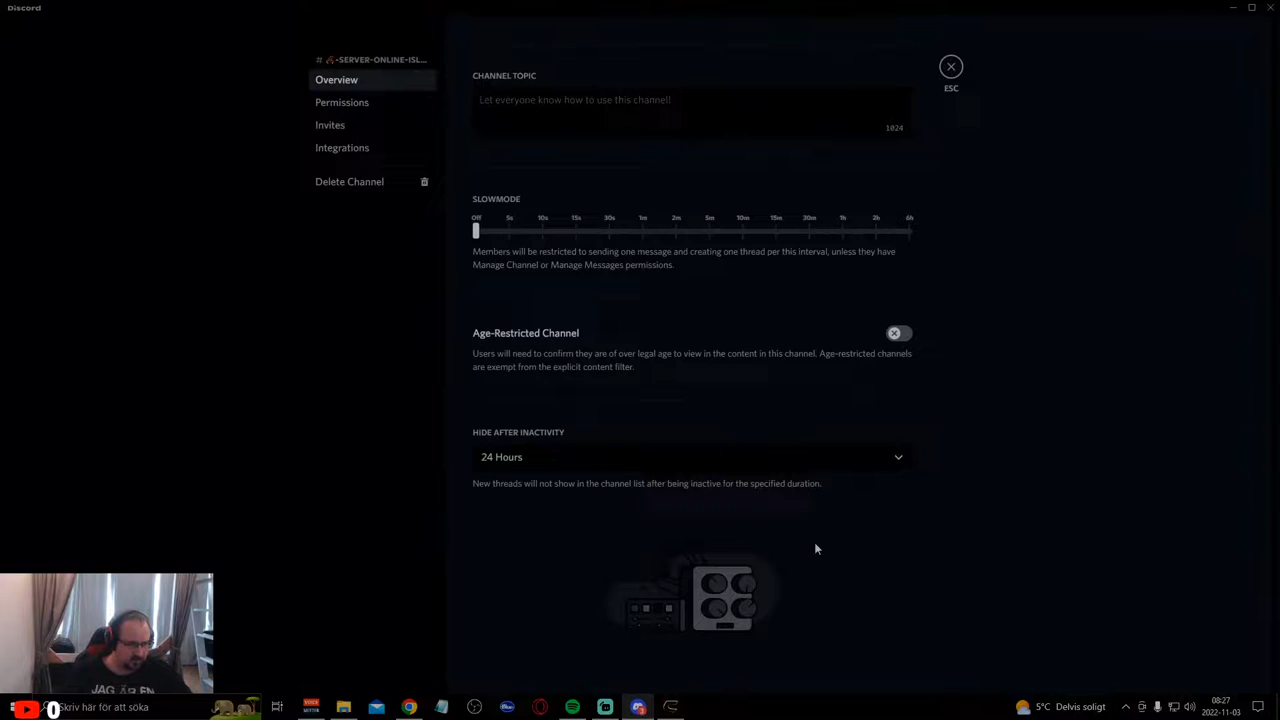 Discord
# -SERVER-ONLINE-ISL...
Overview
Permissions
Invites
Integrations
Delete Channel
ESC
CHANNEL TOPIC
Let everyone know how to use this channel!
1024
SLOWMODE
Off 5s 10s 15s 30s 1m 2m 5m 10m 15m 30m 1h 2h 6h
Members will be restricted to sending one message and creating one thread per this interval, unless they have
Manage Channel or Manage Messages permissions.
Age-Restricted Channel
Users will need to confirm they are of over legal age to view in the content in this channel. Age-restricted channels
are exempt from the explicit content filter.
HIDE AFTER INACTIVITY
24 Hours
New threads will not show in the channel list after being inactive for the specified duration.
JAG ÄR EN
0
Skriv här för att söka
5°C Delvis soligt
08:27
2022-11-03